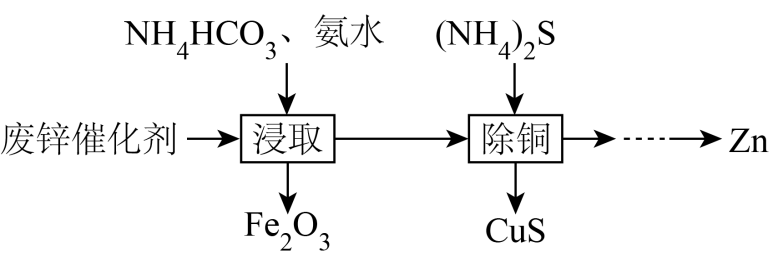 NH₄HCO₃、氨水 (NH₄)₂S
废锌催化剂 浸取 除铜 Zn
Fe₂O₃ CuS